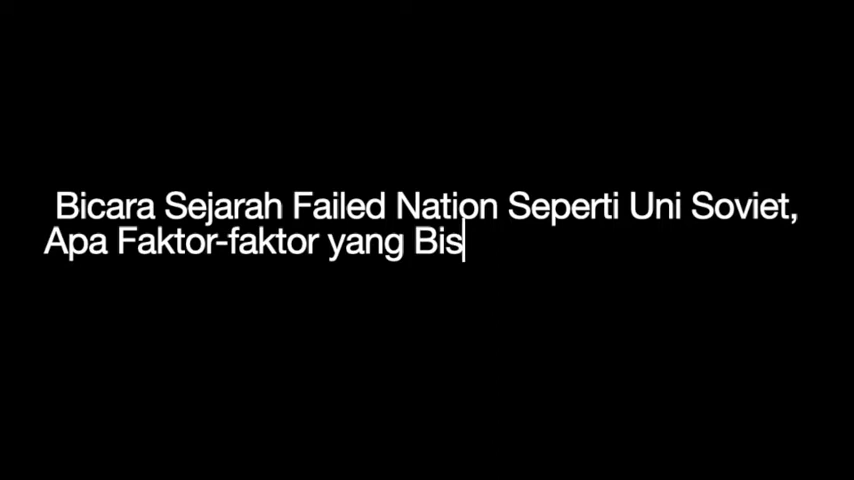 Bicara Sejarah Failed Nation Seperti Uni Soviet,
Apa Faktor-faktor yang Bis